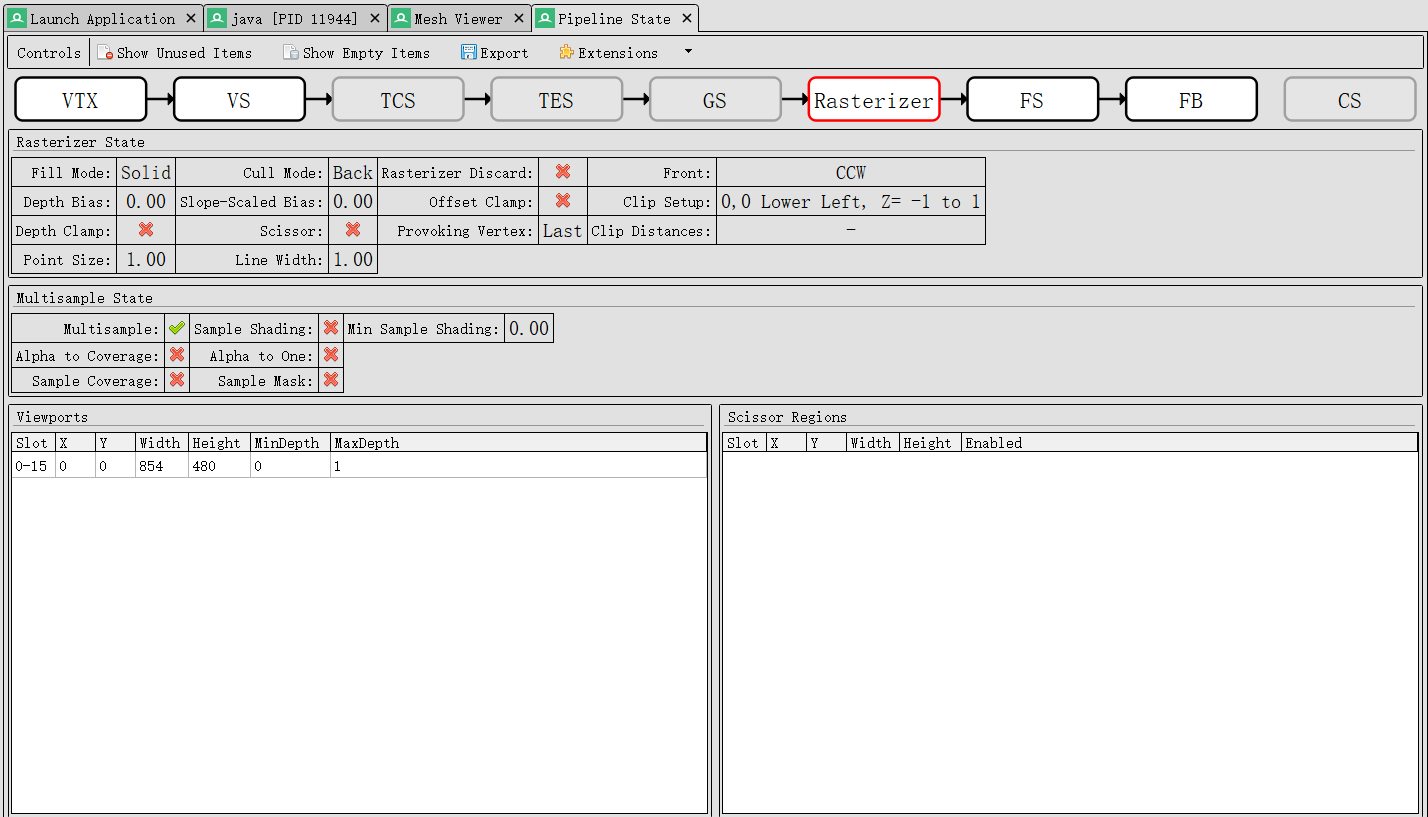 Launch Application java [PID 11944] Mesh Viewer Pipeline State
Controls Show Unused Items Show Empty Items Export Extensions
VTX VS TCS TES GS Rasterizer FS FB CS
Rasterizer State
Fill Mode: Solid Cull Mode: Back Rasterizer Discard: Front: CCW
Depth Bias: 0.00 Slope-Scaled Bias: 0.00 Offset Clamp: Clip Setup: 0,0 Lower Left, Z= -1 to 1
Depth Clamp: Scissor: Provoking Vertex: Last Clip Distances: -
Point Size: 1.00 Line Width: 1.00
Multisample State
Multisample: Sample Shading: Min Sample Shading: 0.00
Alpha to Coverage: Alpha to One:
Sample Coverage: Sample Mask:
Viewports
Slot X Y Width Height MinDepth MaxDepth
0-15 0 0 854 480 0 1
Scissor Regions
Slot X Y Width Height Enabled